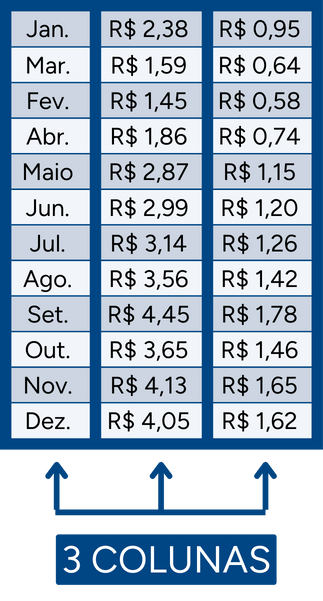 Jan. R$ 2,38 R$ 0,95
Mar. R$ 1,59 R$ 0,64
Fev. R$ 1,45 R$ 0,58
Abr. R$ 1,86 R$ 0,74
Maio R$ 2,87 R$ 1,15
Jun. R$ 2,99 R$ 1,20
Jul. R$ 3,14 R$ 1,26
Ago. R$ 3,56 R$ 1,42
Set. R$ 4,45 R$ 1,78
Out. R$ 3,65 R$ 1,46
Nov. R$ 4,13 R$ 1,65
Dez. R$ 4,05 R$ 1,62
3 COLUNAS